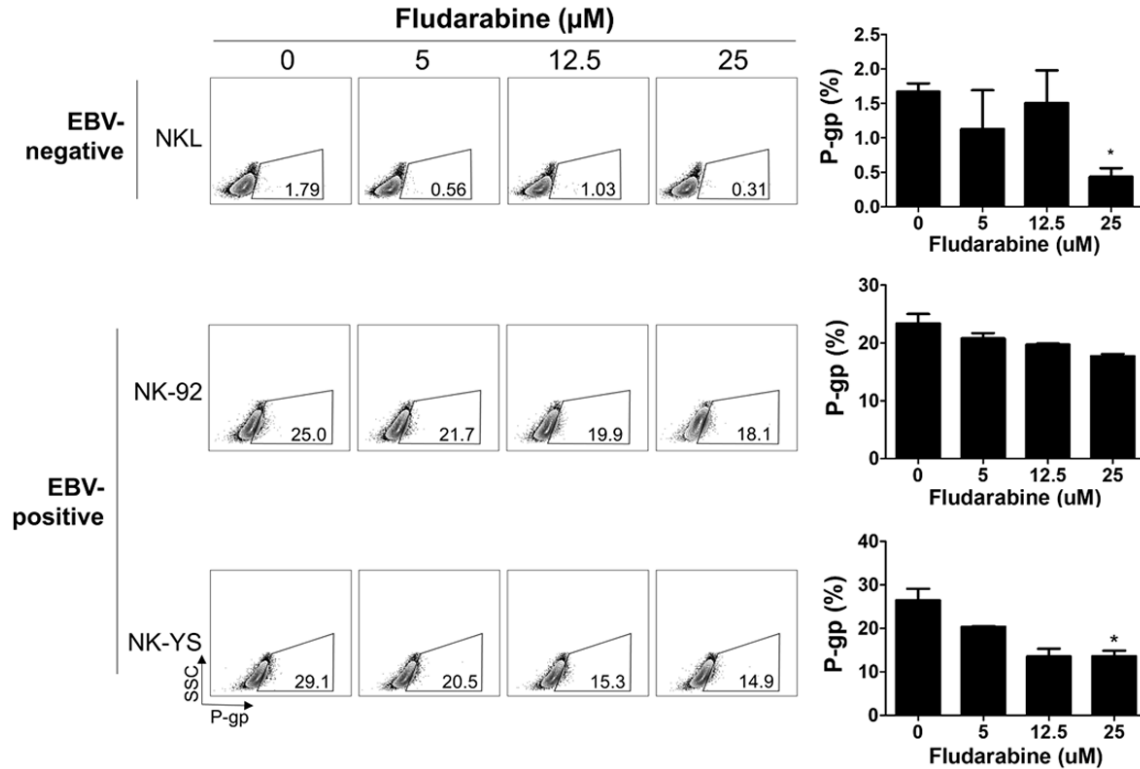 Fludarabine (µM)
0 5 12.5 25
EBV-
negative
NKL
1.79 0.56 1.03 0.31
P-gp (%)
2.5
2.0
1.5
1.0
0.5
0.0
*
0 5 12.5 25
Fludarabine (uM)
EBV-
positive
NK-92
25.0 21.7 19.9 18.1
P-gp (%)
30
20
10
0
0 5 12.5 25
Fludarabine (uM)
NK-YS
SSC
P-gp
29.1 20.5 15.3 14.9
P-gp (%)
40
30
20
10
0
*
0 5 12.5 25
Fludarabine (uM)